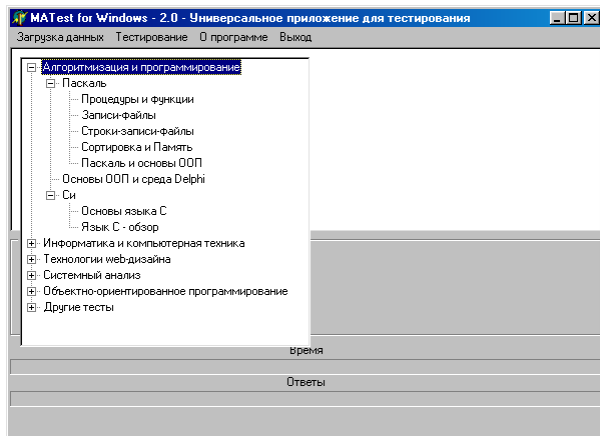 MATest for Windows - 2.0 - Универсальное приложение для тестирования
Загрузка данных Тестирование О программе Выход
Алгоритмизация и программирование
Паскаль
Процедуры и функции
Записи-файлы
Строки-записи-файлы
Сортировка и Память
Паскаль и основы ООП
Основы ООП и среда Delphi
Си
Основы языка С
Язык С - обзор
Информатика и компьютерная техника
Технологии web-дизайна
Системный анализ
Объектно-ориентированное программирование
Другие тесты
Время
Ответы